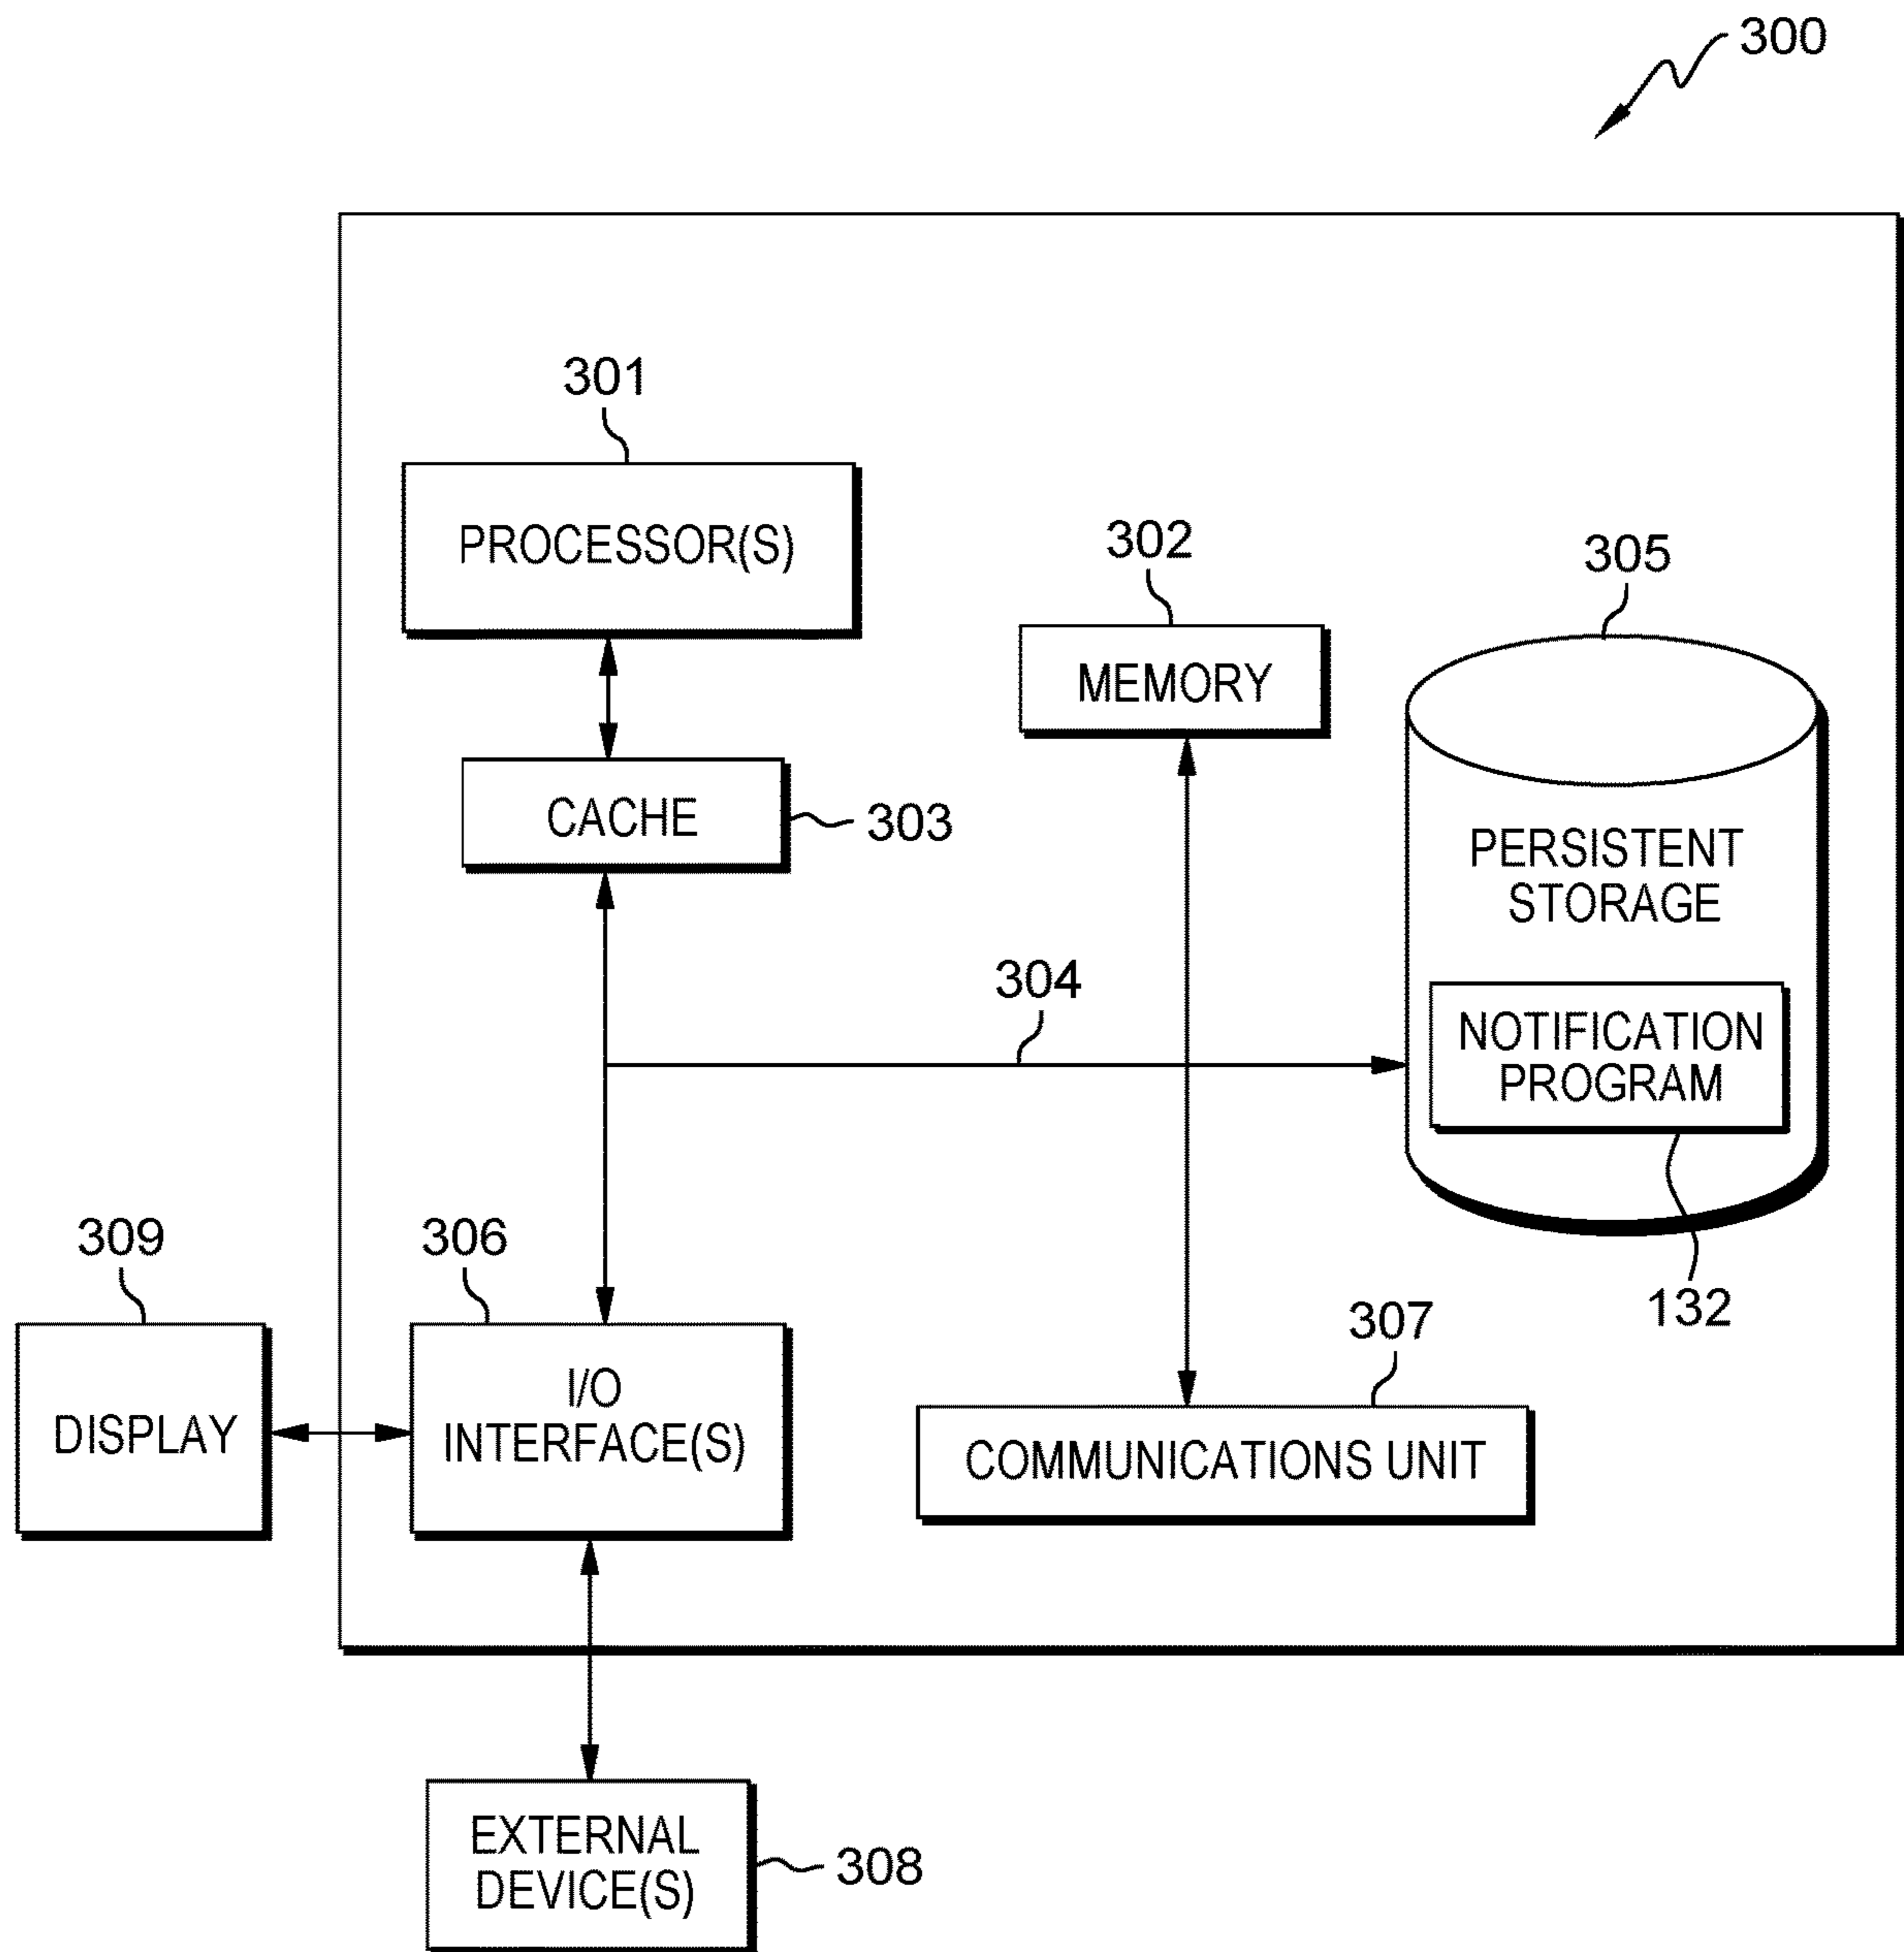 300
301
PROCESSOR(S)
302
MEMORY
305
CACHE
303
PERSISTENT
STORAGE
304
NOTIFICATION
PROGRAM
132
309
DISPLAY
306
I/O
INTERFACE(S)
307
COMMUNICATIONS UNIT
EXTERNAL
DEVICE(S)
308